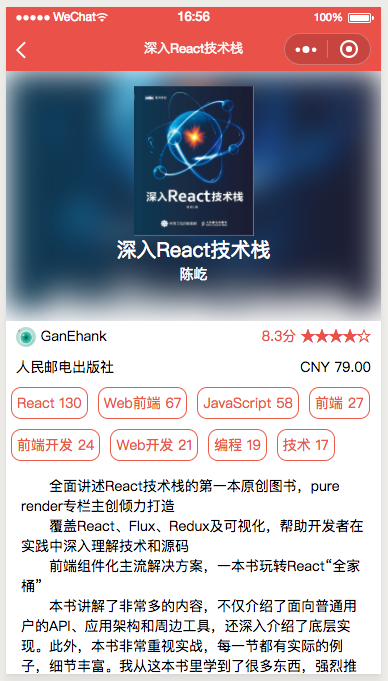 WeChat
16:56
100%
深入React技术栈
深入React技术栈
深入React技术栈
陈屹
GanEhank
8.3分 ★★★★☆
人民邮电出版社
CNY 79.00
React 130
Web前端 67
JavaScript 58
前端 27
前端开发 24
Web开发 21
编程 19
技术 17
全面讲述React技术栈的第一本原创图书，pure
render专栏主创倾力打造
覆盖React、Flux、Redux及可视化，帮助开发者在
实践中深入理解技术和源码
前端组件化主流解决方案，一本书玩转React“全家
桶”
本书讲解了非常多的内容，不仅介绍了面向普通用
户的API、应用架构和周边工具，还深入介绍了底层实
现。此外，本书非常重视实战，每一节都有实际的例
子，细节丰富。我从这本书里学到了很多东西，强烈推